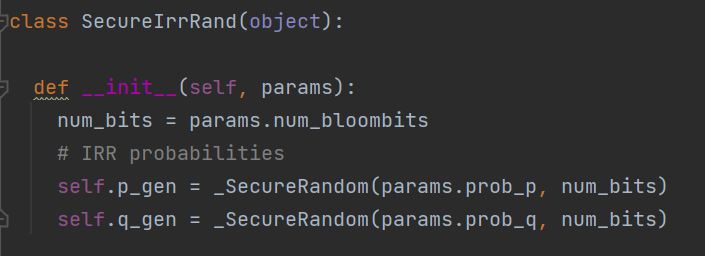 class SecureIrrRand(object):
def __init__(self, params):
num_bits = params.num_bloombits
# IRR probabilities
self.p_gen = _SecureRandom(params.prob_p, num_bits)
self.q_gen = _SecureRandom(params.prob_q, num_bits)